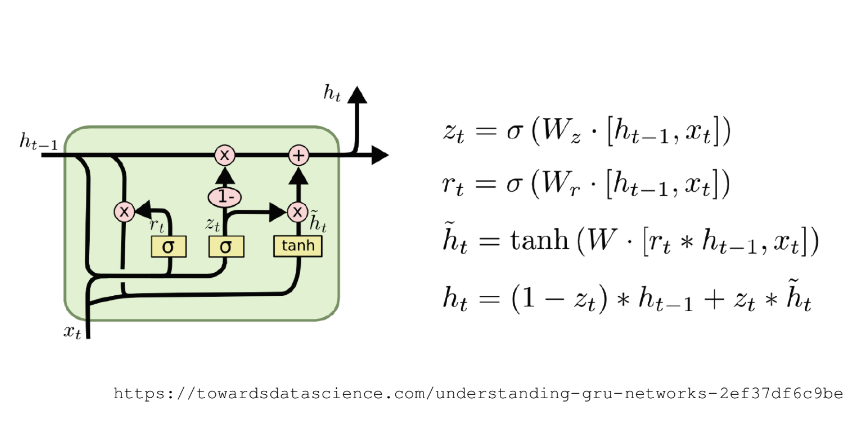 h_t
h_{t-1}
x
+
1-
x
r_t
z_t
x
h̃_t
σ
σ
tanh
x_t
z_t = σ (W_z · [h_{t-1}, x_t])
r_t = σ (W_r · [h_{t-1}, x_t])
h̃_t = tanh (W · [r_t * h_{t-1}, x_t])
h_t = (1 − z_t) * h_{t-1} + z_t * h̃_t
https://towardsdatascience.com/understanding-gru-networks-2ef37df6c9be